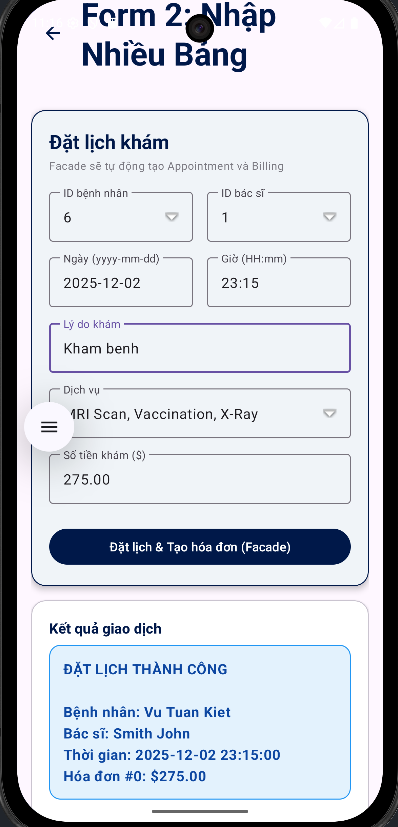 Form 2: Nhập
Nhiều Bảng
Đặt lịch khám
Facade sẽ tự động tạo Appointment và Billing
ID bệnh nhân
6
ID bác sĩ
1
Ngày (yyyy-mm-dd)
2025-12-02
Giờ (HH:mm)
23:15
Lý do khám
Kham benh
Dịch vụ
MRI Scan, Vaccination, X-Ray
Số tiền khám ($)
275.00
Đặt lịch & Tạo hóa đơn (Facade)
Kết quả giao dịch
ĐẶT LỊCH THÀNH CÔNG
Bệnh nhân: Vu Tuan Kiet
Bác sĩ: Smith John
Thời gian: 2025-12-02 23:15:00
Hóa đơn #0: $275.00